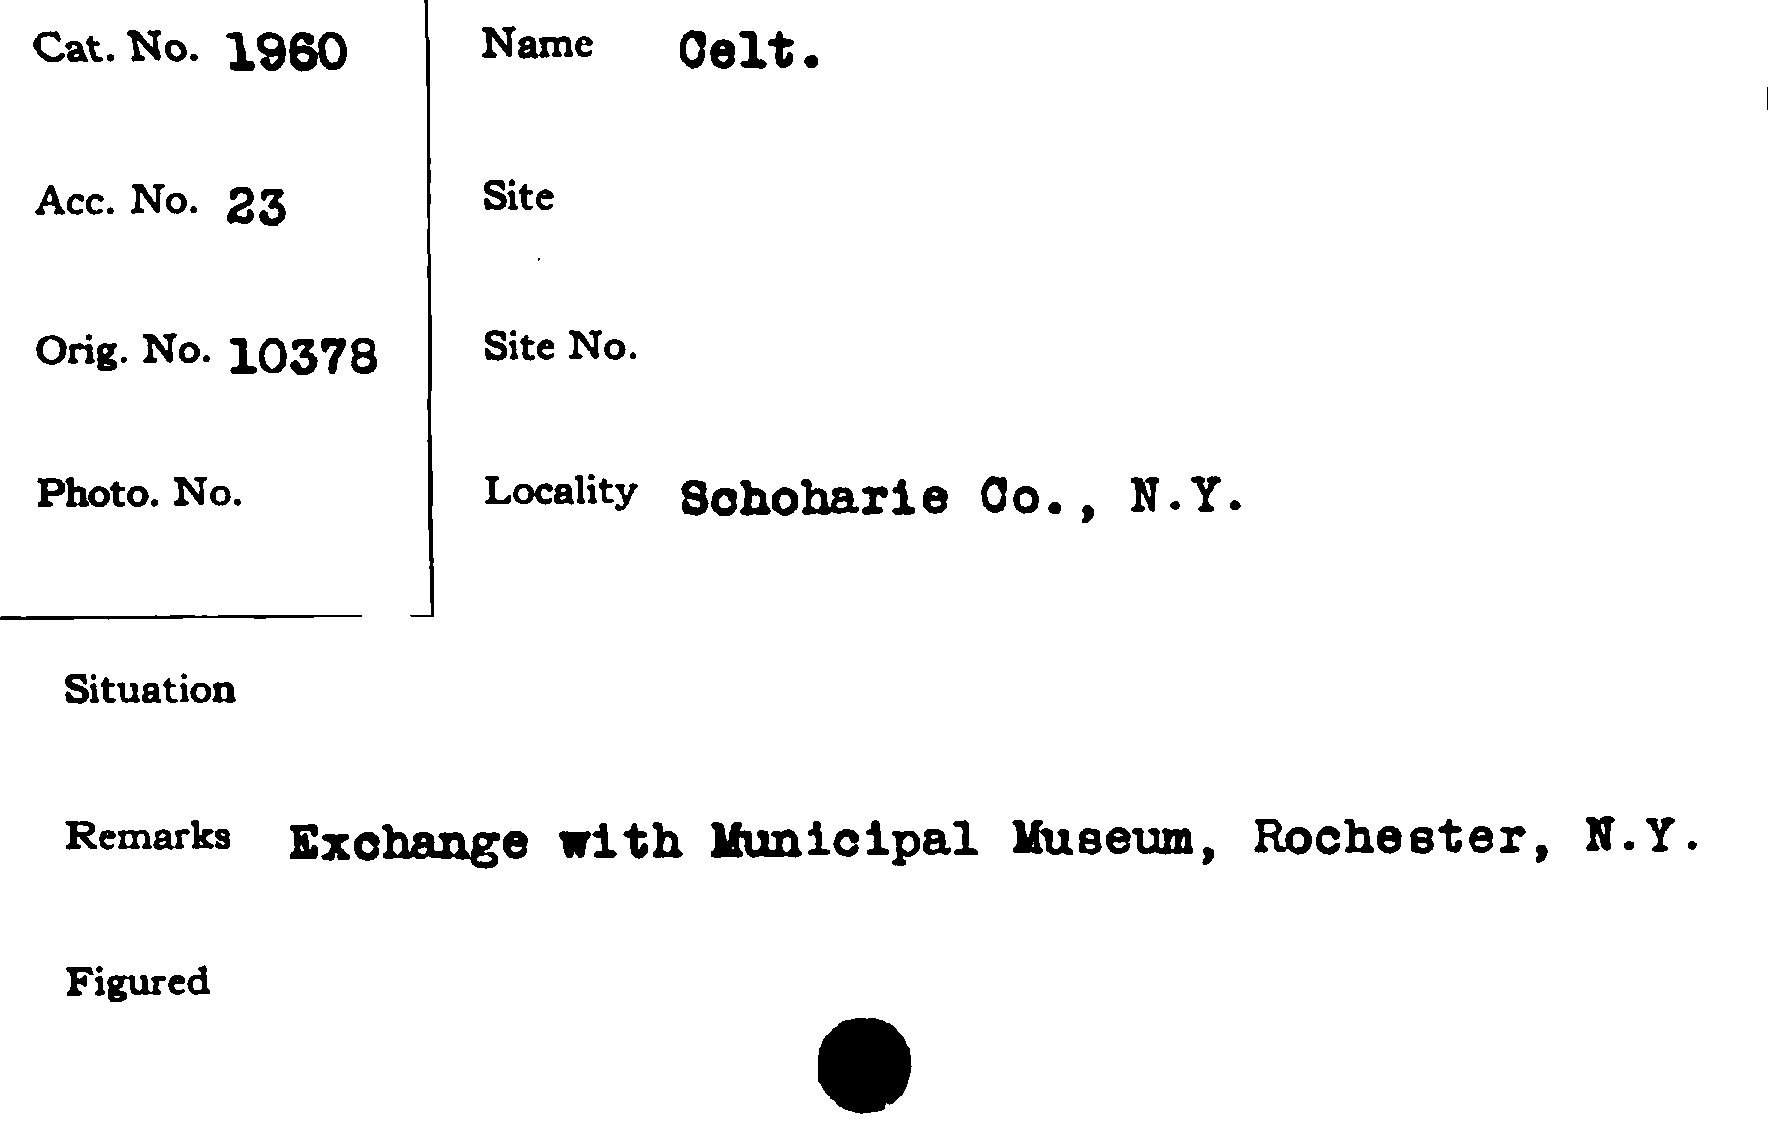 Cat. No. 1960
Acc. No. 23
Orig. No. 10378
Photo. No.
Name Celt.
Site
Site No.
Locality Schoharie Co., N.Y.
Situation
Remarks Exchange with Municipal Museum, Rochester, N.Y.
Figured